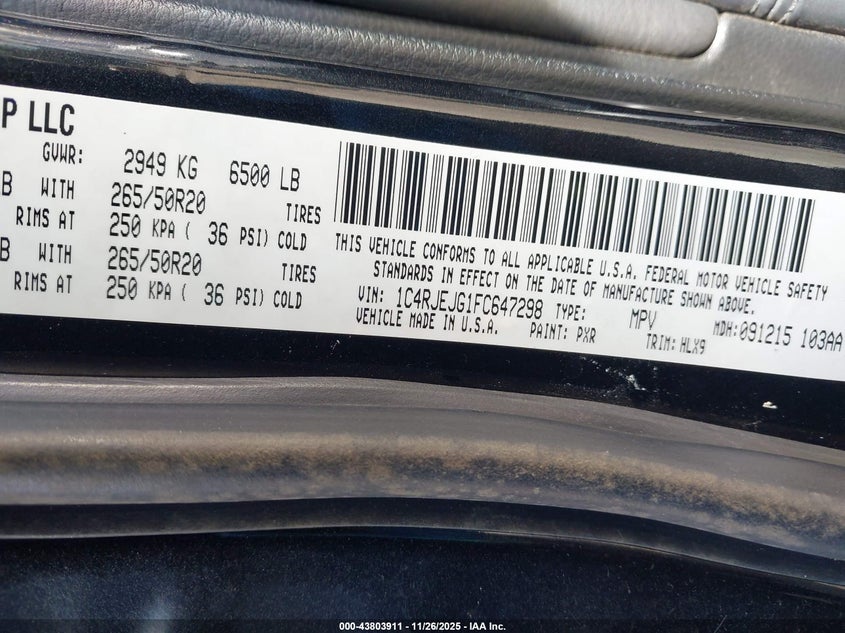 P LLC
GVWR: 2949 KG 6500 LB
B WITH 265/50R20 TIRES
RIMS AT 250 KPA ( 36 PSI) COLD
B WITH 265/50R20 TIRES
RIMS AT 250 KPA ( 36 PSI) COLD
THIS VEHICLE CONFORMS TO ALL APPLICABLE U.S.A. FEDERAL MOTOR VEHICLE SAFETY
STANDARDS IN EFFECT ON THE DATE OF MANUFACTURE SHOWN ABOVE.
VIN: 1C4RJEJG1FC647298 TYPE: MPV MDH:091215 103AA
VEHICLE MADE IN U.S.A. PAINT: PXR TRIM: HLX9
000-43803911 - 11/26/2025 - IAA Inc.